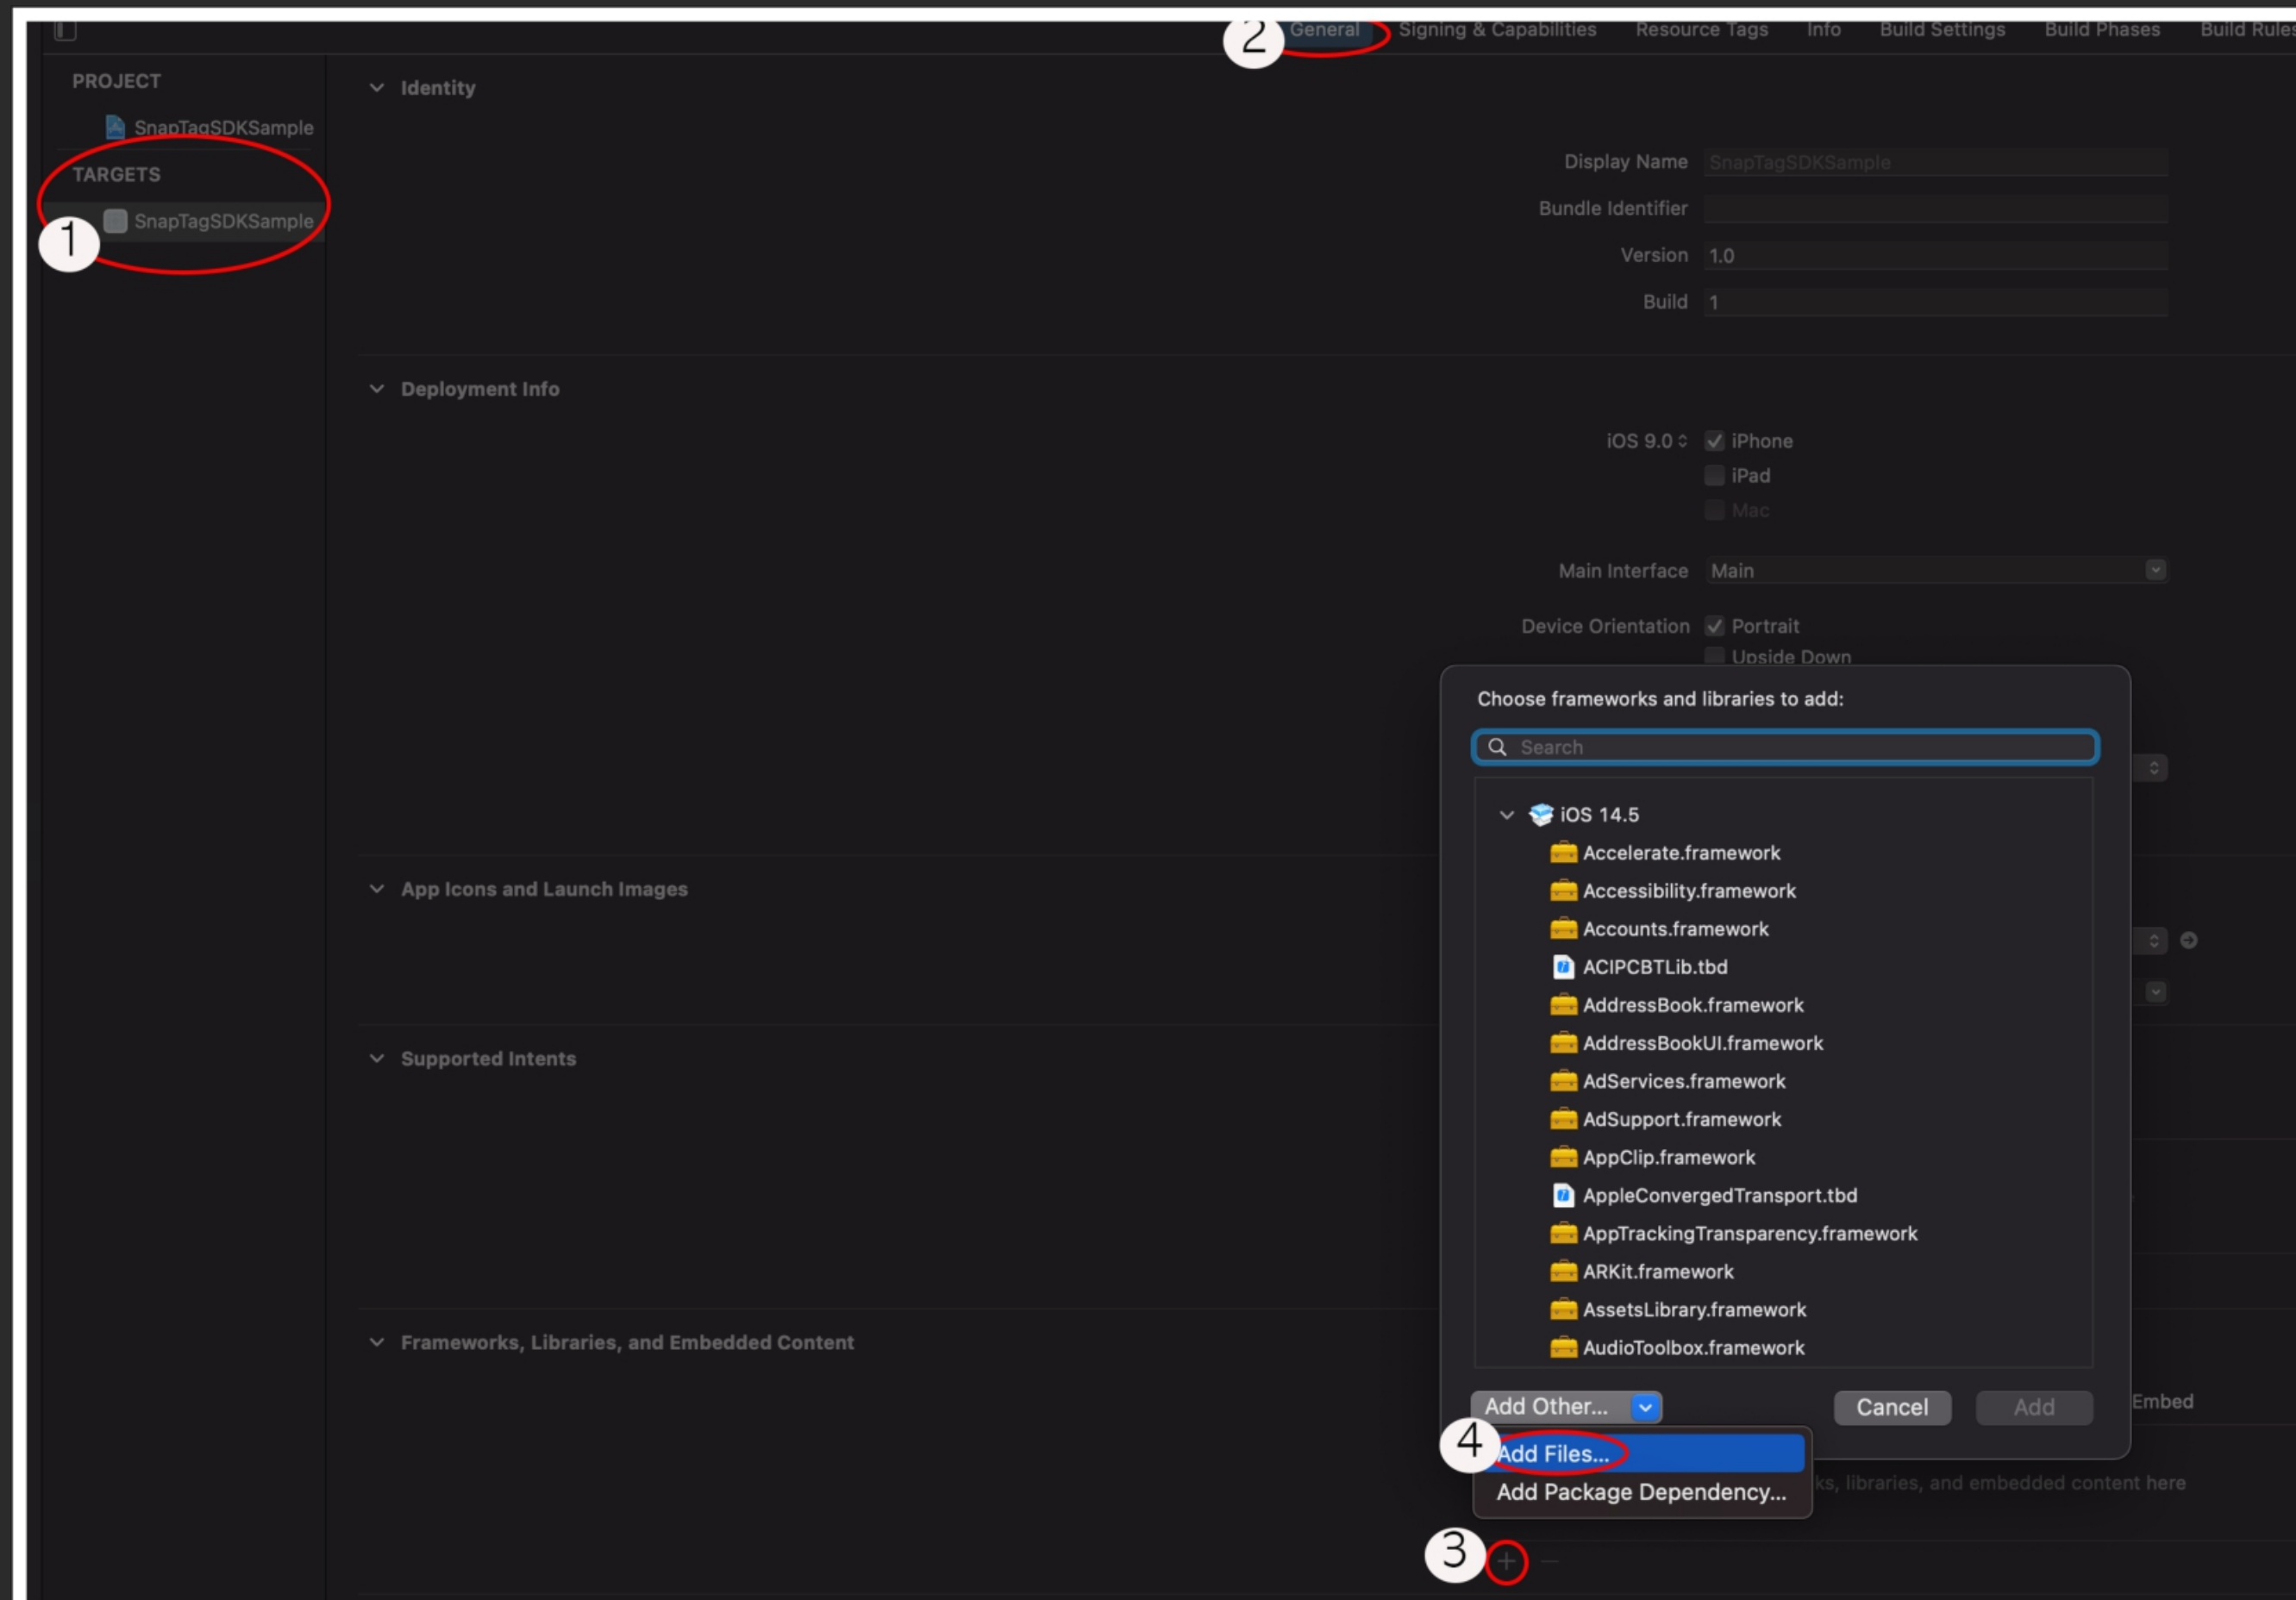 2 General Signing & Capabilities Resource Tags Info Build Settings Build Phases Build Rules
PROJECT
SnapTagSDKSample
TARGETS
SnapTagSDKSample
1
Identity
Display Name SnapTagSDKSample
Bundle Identifier
Version 1.0
Build 1
Deployment Info
iOS 9.0 iPhone
iPad
Mac
Main Interface Main
Device Orientation Portrait
Upside Down
Choose frameworks and libraries to add:
Search
iOS 14.5
Accelerate.framework
Accessibility.framework
Accounts.framework
ACIPCBTLib.tbd
AddressBook.framework
AddressBookUI.framework
AdServices.framework
AdSupport.framework
AppClip.framework
AppleConvergedTransport.tbd
AppTrackingTransparency.framework
ARKit.framework
AssetsLibrary.framework
AudioToolbox.framework
Add Other... Cancel Add
4 Add Files...
Add Package Dependency...
App Icons and Launch Images
Supported Intents
Frameworks, Libraries, and Embedded Content
Embed
ks, libraries, and embedded content here
3 + −